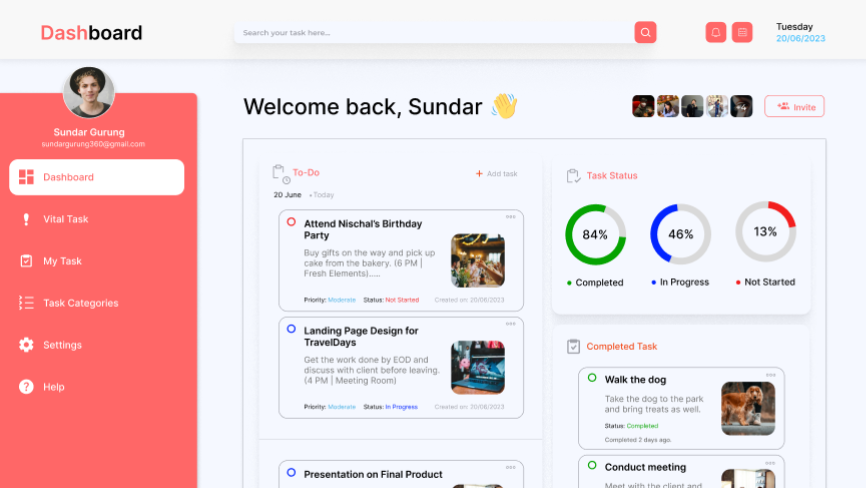 Dashboard
Search your task here...
Tuesday
20/06/2023
Sundar Gurung
sundargurung360@gmail.com
Dashboard
Vital Task
My Task
Task Categories
Settings
Help
Welcome back, Sundar 👋
+4
Invite
To-Do
+ Add task
20 June • Today
Attend Nischal's Birthday
Party
Buy gifts on the way and pick up
cake from the bakery. (6 PM |
Fresh Elements).....
Priority: Moderate Status: Not Started Created on: 20/06/2023
Landing Page Design for
TravelDays
Get the work done by EOD and
discuss with client before leaving.
(4 PM | Meeting Room)
Priority: Moderate Status: In Progress Created on: 20/06/2023
Presentation on Final Product
Task Status
84%
46%
13%
• Completed
• In Progress
• Not Started
Completed Task
Walk the dog
Take the dog to the park
and bring treats as well.
Status: Completed
Completed 2 days ago.
Conduct meeting
Meet with the client and